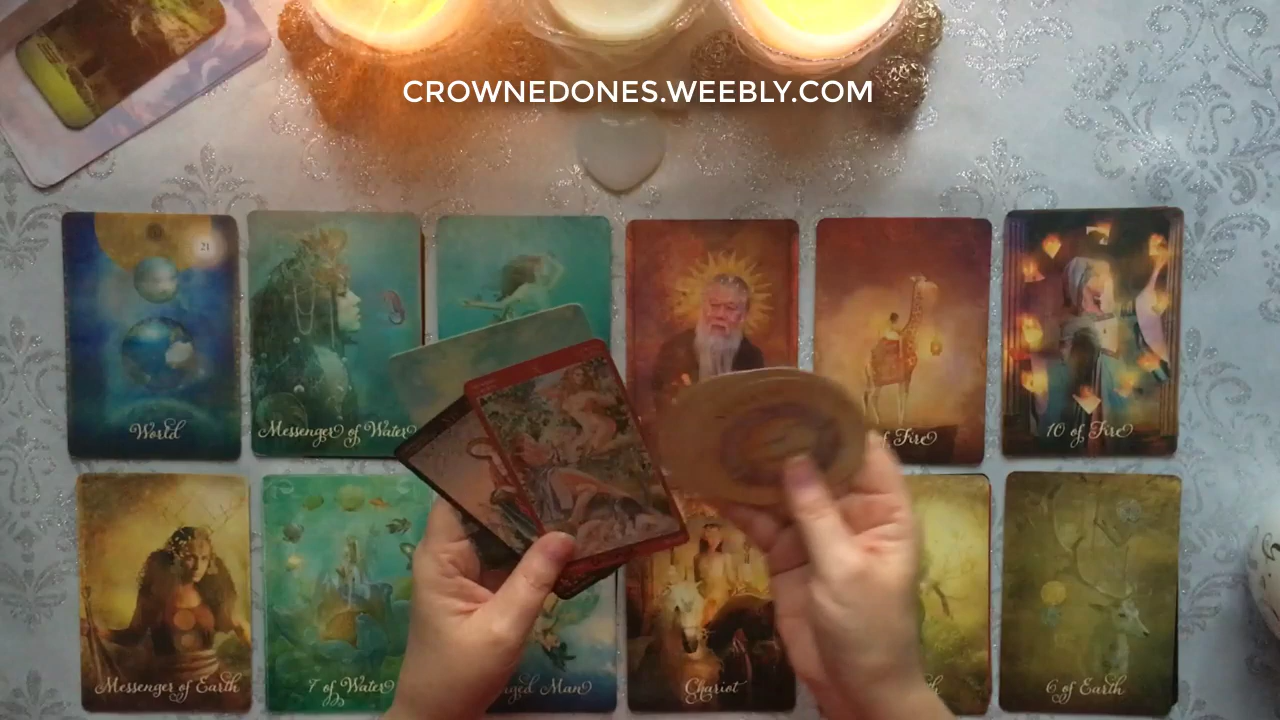 CROWNEDONES.WEEBLY.COM
21
World
Messenger of Water
of Fire
10 of Fire
Messenger of Earth
7 of Water
Man
Chariot
6 of Earth